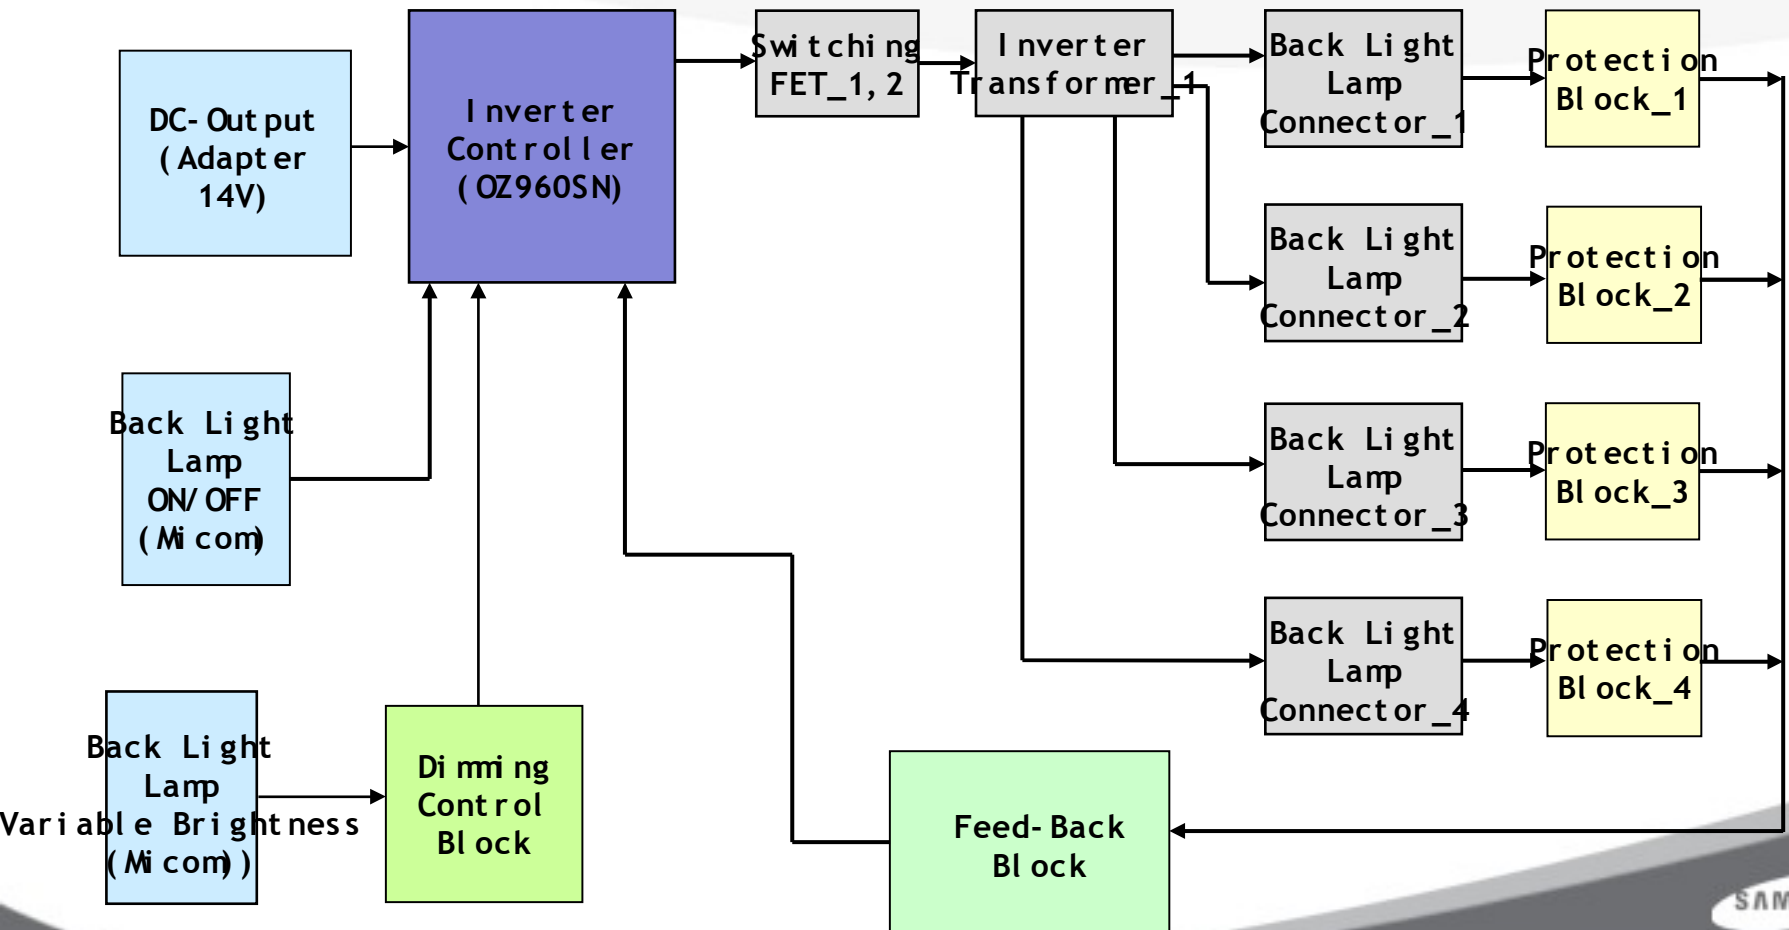 DC-Output
(Adapter
14V)
Inverter
Controller
(OZ960SN)
Switching
FET_1,2
Inverter
Transformer_1
Back Light
Lamp
Connector_1
Protection
Block_1
Back Light
Lamp
Connector_2
Protection
Block_2
Back Light
Lamp
ON/OFF
(Micom)
Back Light
Lamp
Connector_3
Protection
Block_3
Back Light
Lamp
Connector_4
Protection
Block_4
Back Light
Lamp
Variable Brightness
(Micom))
Dimming
Control
Block
Feed-Back
Block
SAM